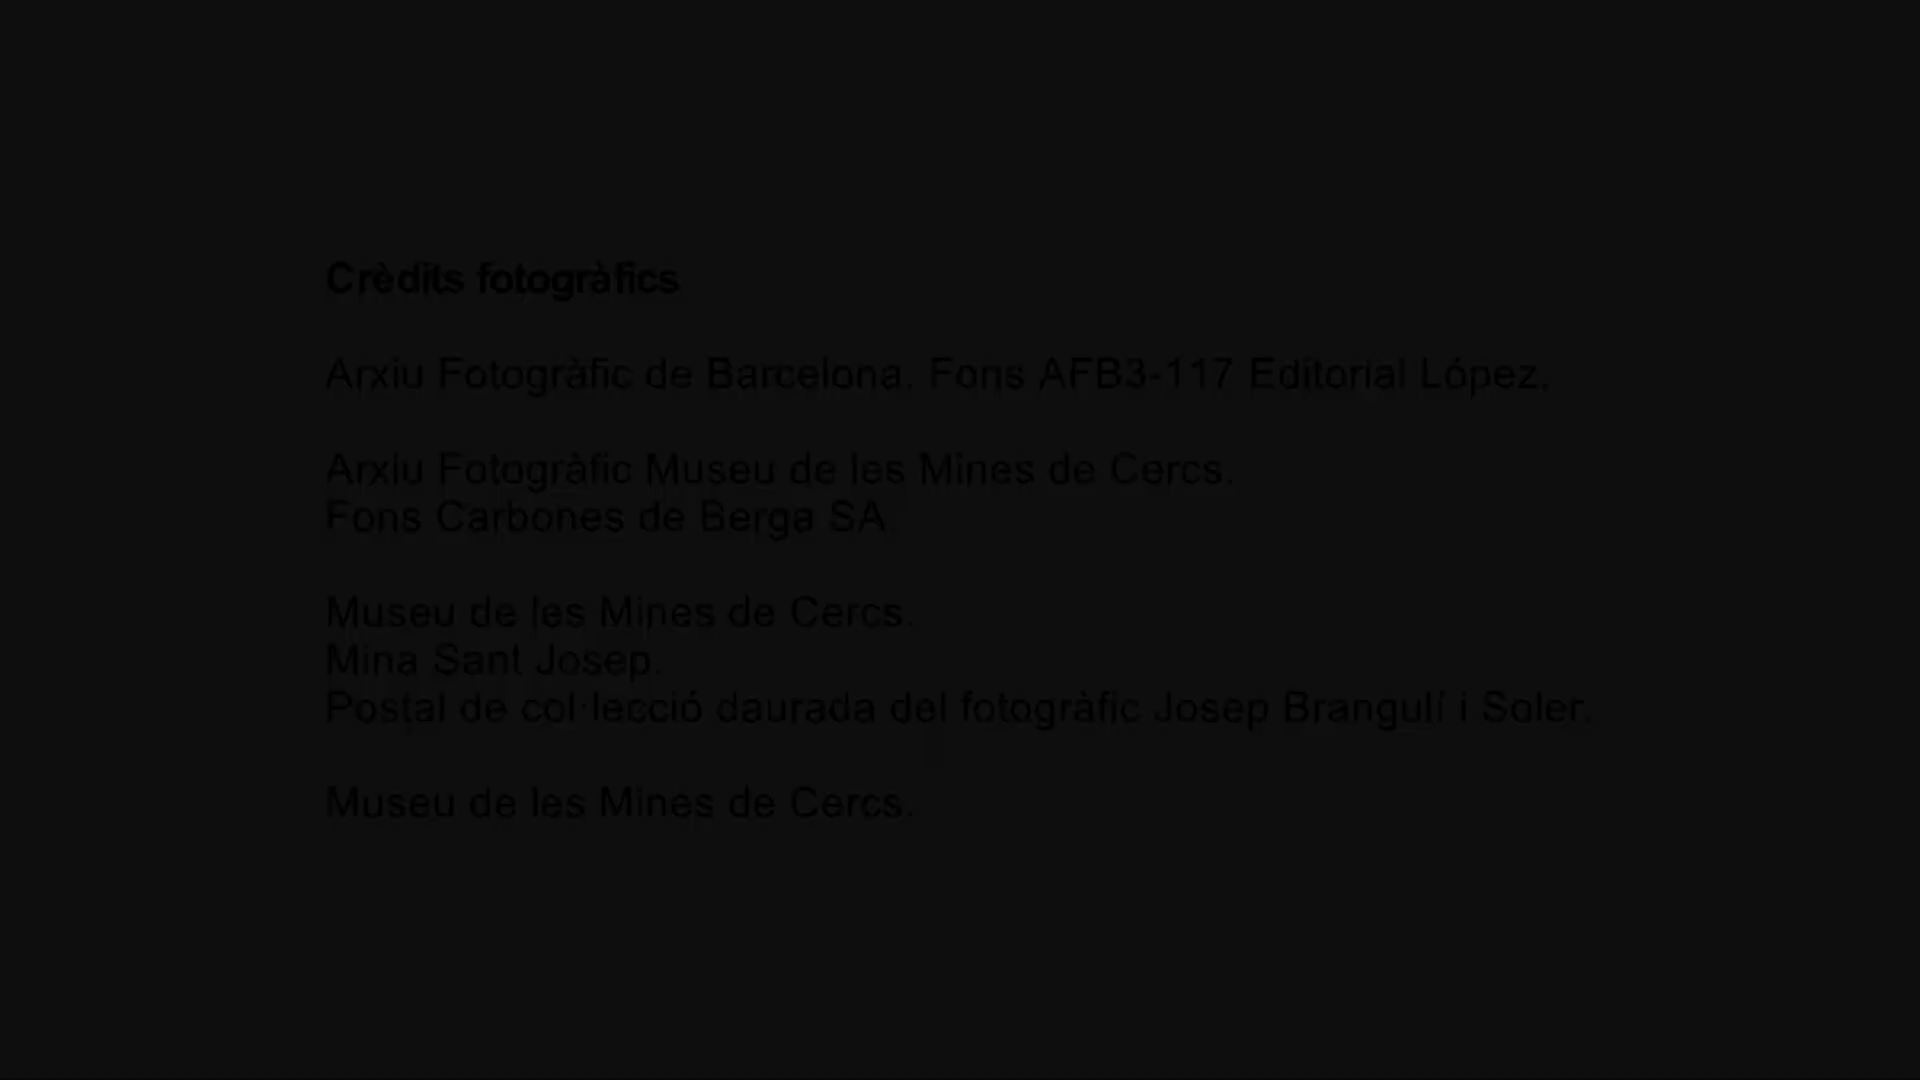 Crèdits fotogràfics
Arxiu Fotogràfic de Barcelona. Fons AFB3-117 Editorial López.
Arxiu Fotogràfic Museu de les Mines de Cercs.
Fons Carbones de Berga SA.
Museu de les Mines de Cercs.
Mina Sant Josep.
Postal de col·lecció daurada del fotogràfic Josep Brangulí i Soler.
Museu de les Mines de Cercs.